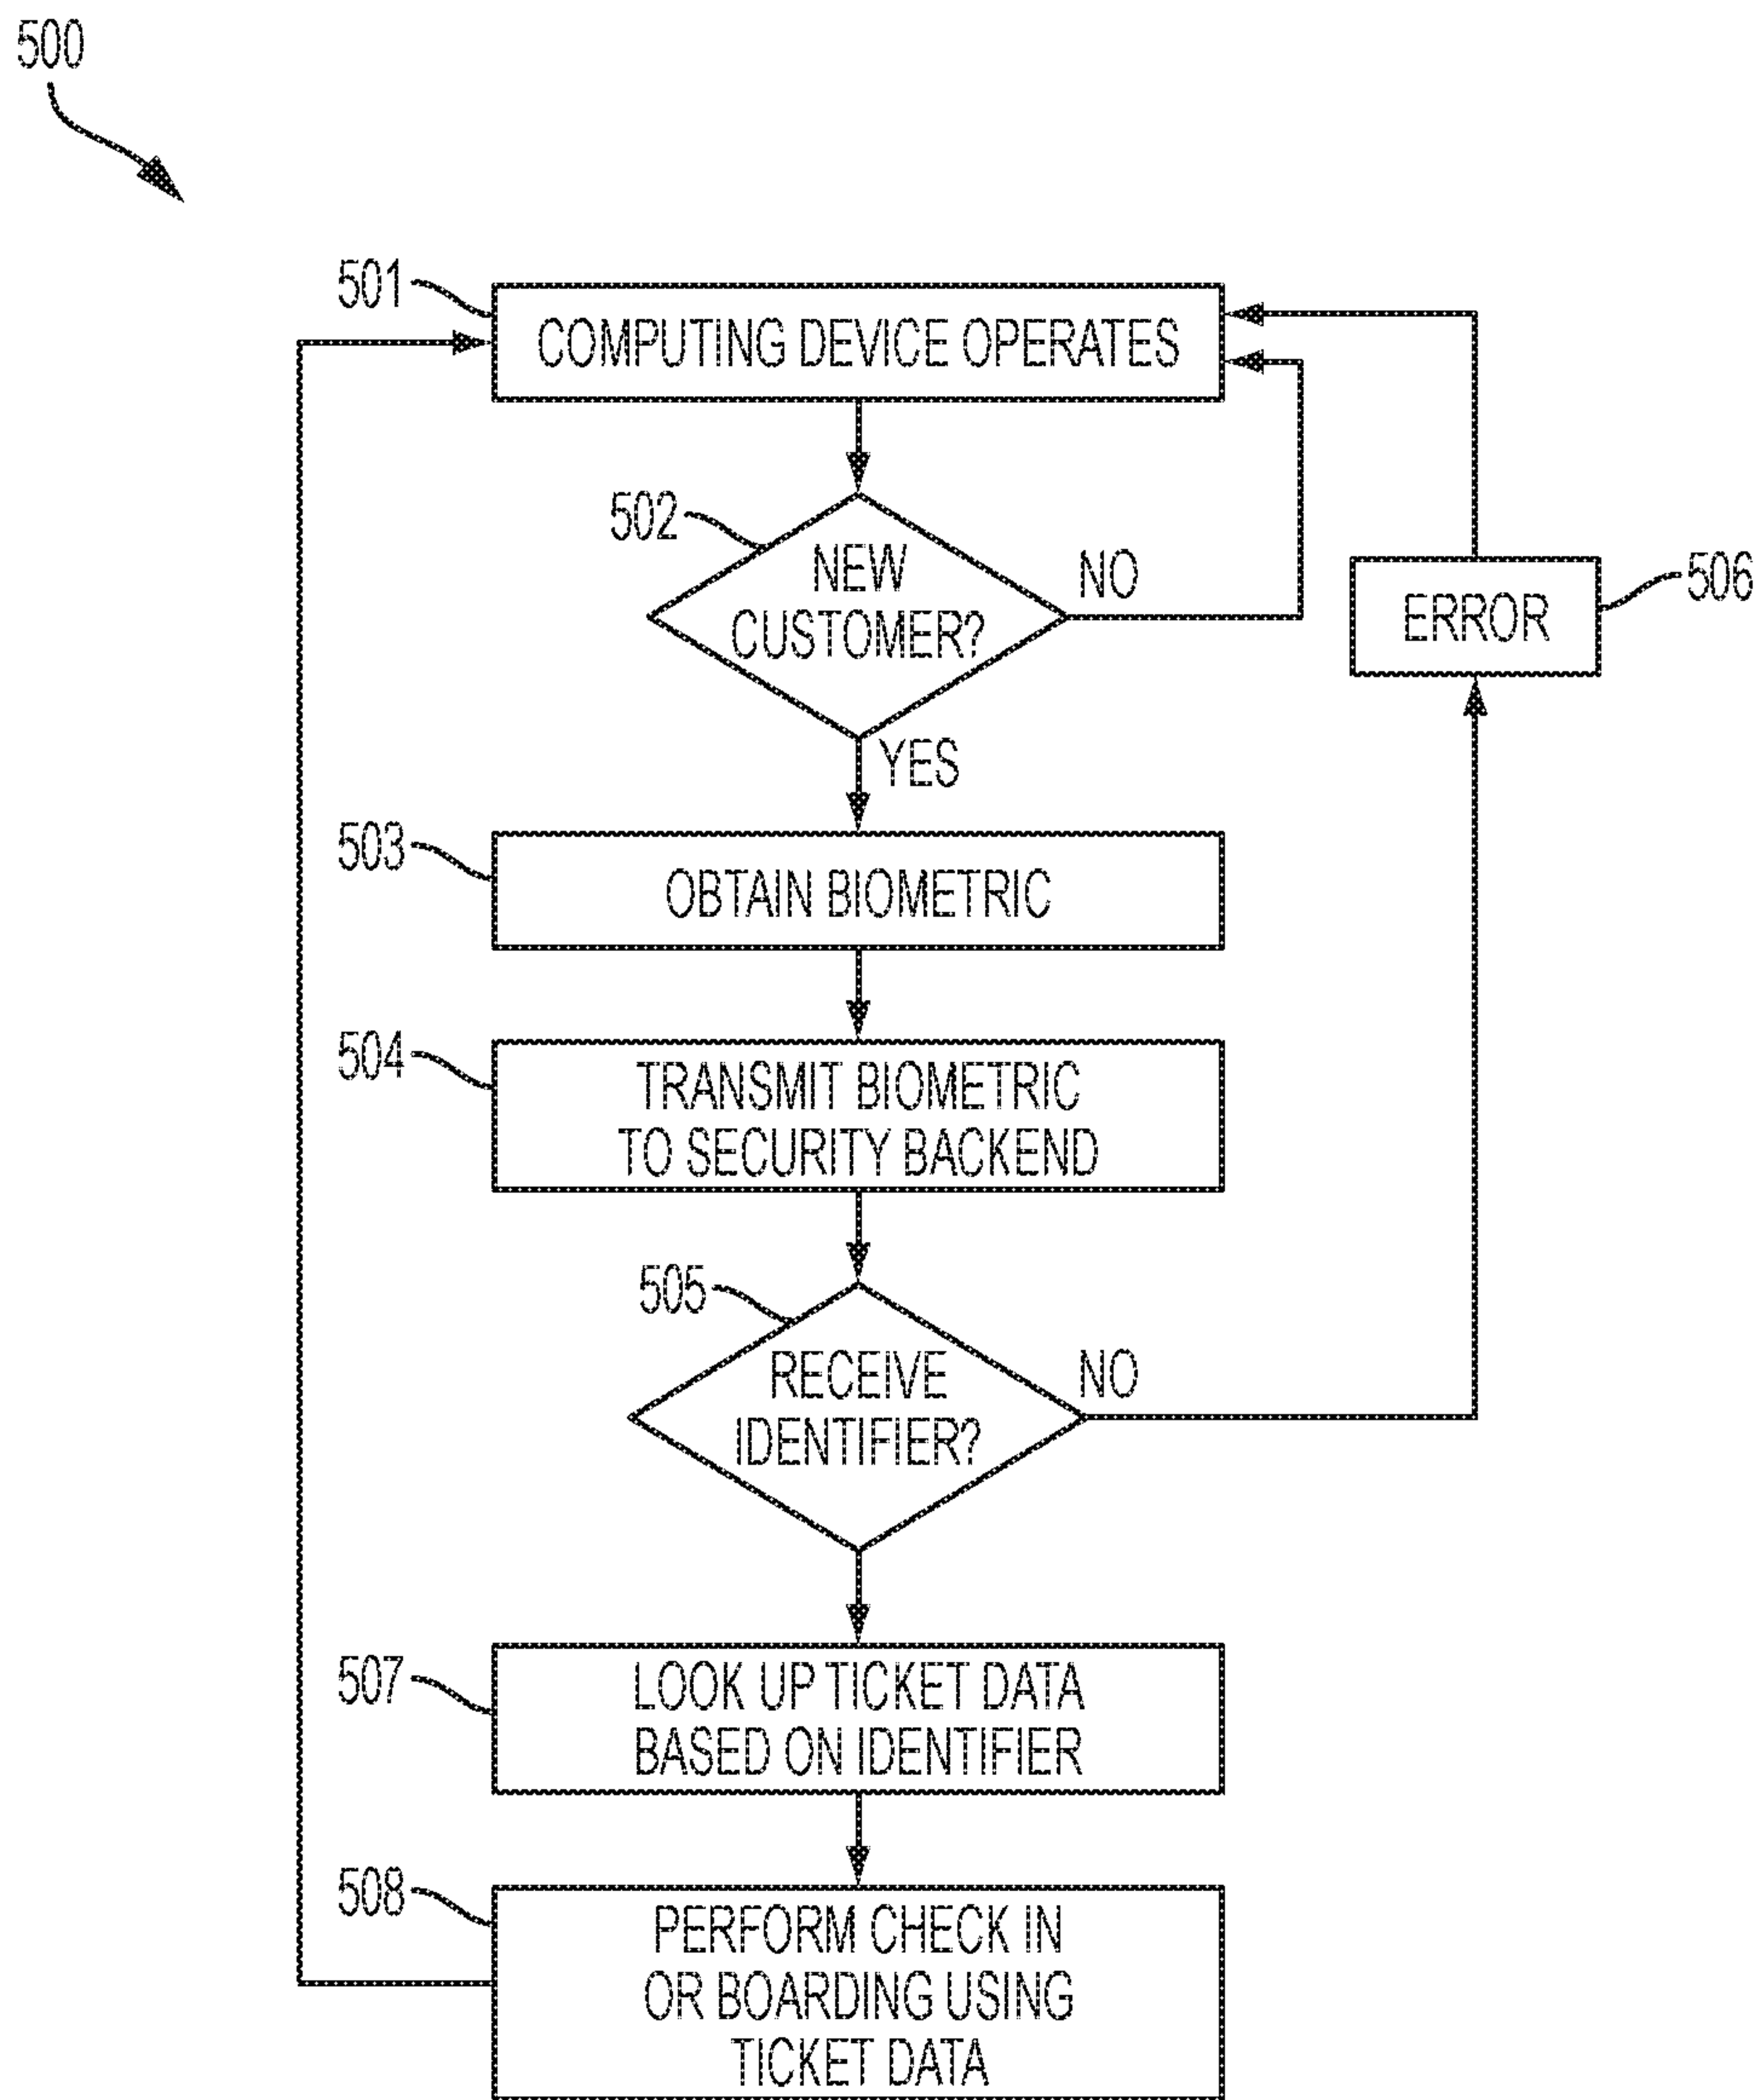 500
501
COMPUTING DEVICE OPERATES
502
NEW
CUSTOMER?
NO
506
ERROR
YES
503
OBTAIN BIOMETRIC
504
TRANSMIT BIOMETRIC
TO SECURITY BACKEND
505
RECEIVE
IDENTIFIER?
NO
507
LOOK UP TICKET DATA
BASED ON IDENTIFIER
508
PERFORM CHECK IN
OR BOARDING USING
TICKET DATA